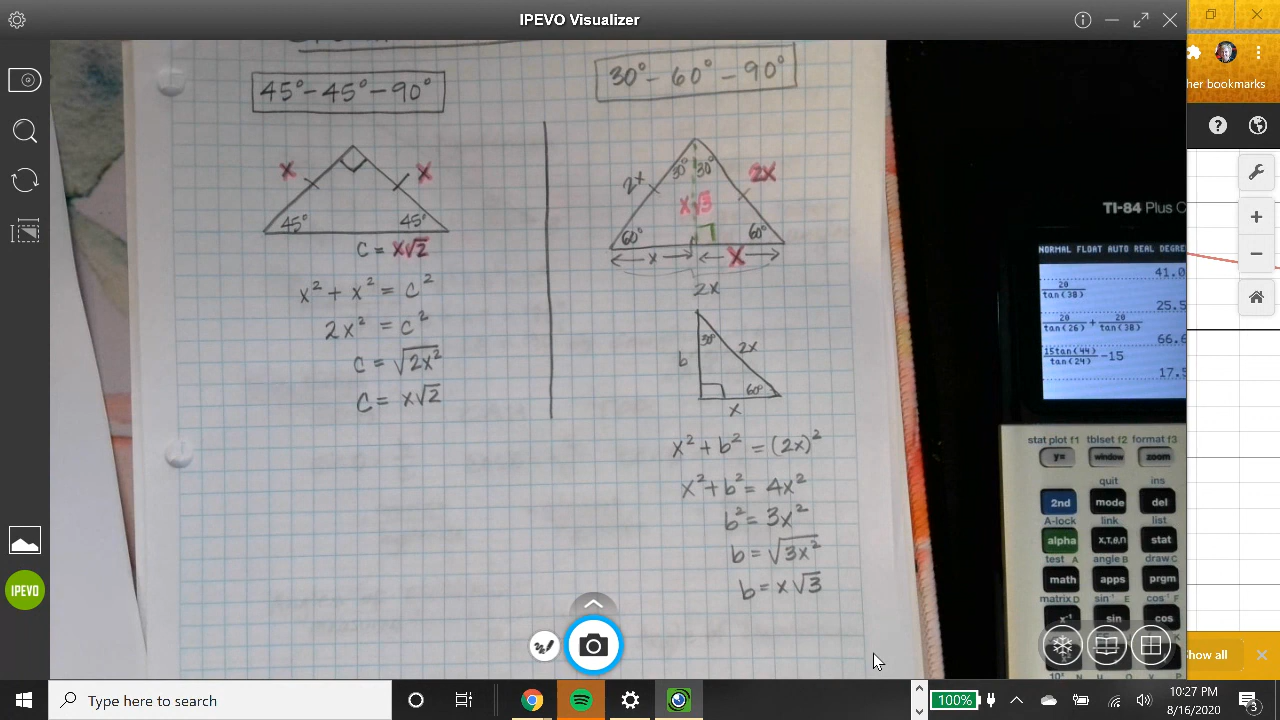 IPEVO Visualizer
her bookmarks
45° - 45° - 90°
x
x
45°
45°
c = x√2
x² + x² = c²
2x² = c²
c = √2x²
c = x√2
30° - 60° - 90°
30° 30°
2x
2x
x√3
60°
60°
x
x
2x
30°
2x
b
60°
x
x² + b² = (2x)²
x² + b² = 4x²
b² = 3x²
b = √3x²
b = x√3
TI-84 Plus C
NORMAL FLOAT AUTO REAL DEGRE
41.0
20
tan(38)
25.5
20/tan(26) + 20/tan(38)
66.6
15tan(44)/tan(24) -15
17.5
stat plot f1 tblset f2 format f3
y= window zoom
quit ins
2nd mode del
A-lock link list
alpha X,T,θ,n stat
test A angle B draw C
math apps prgm
matrix D sin⁻¹ E cos⁻¹ F
x⁻¹ sin cos
IPEVO
Show all
Type here to search
100%
10:27 PM
8/16/2020
3